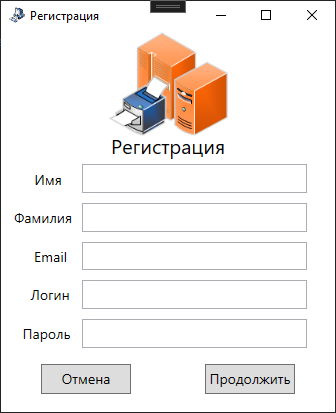 Регистрация
Регистрация
Имя
Фамилия
Email
Логин
Пароль
Отмена Продолжить